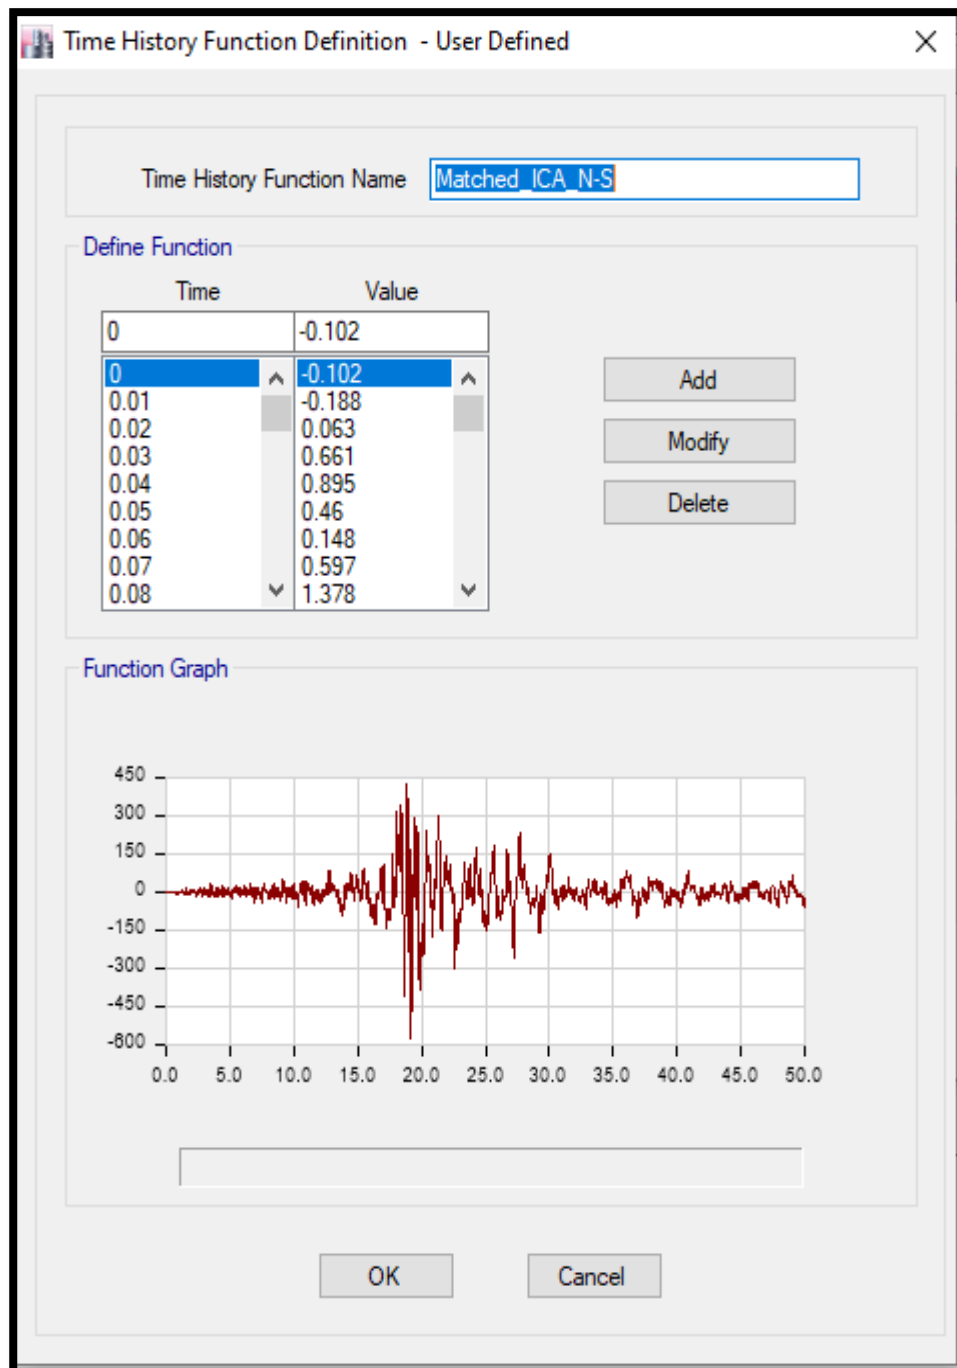 Time History Function Definition - User Defined
Time History Function Name Matched_ICA_N-S
Define Function
Time Value
0 -0.102
0 -0.102
0.01 -0.188
0.02 0.063
0.03 0.661
0.04 0.895
0.05 0.46
0.06 0.148
0.07 0.597
0.08 1.378
Add
Modify
Delete
Function Graph
450
300
150
0
-150
-300
-450
-600
0.0 5.0 10.0 15.0 20.0 25.0 30.0 35.0 40.0 45.0 50.0
OK Cancel